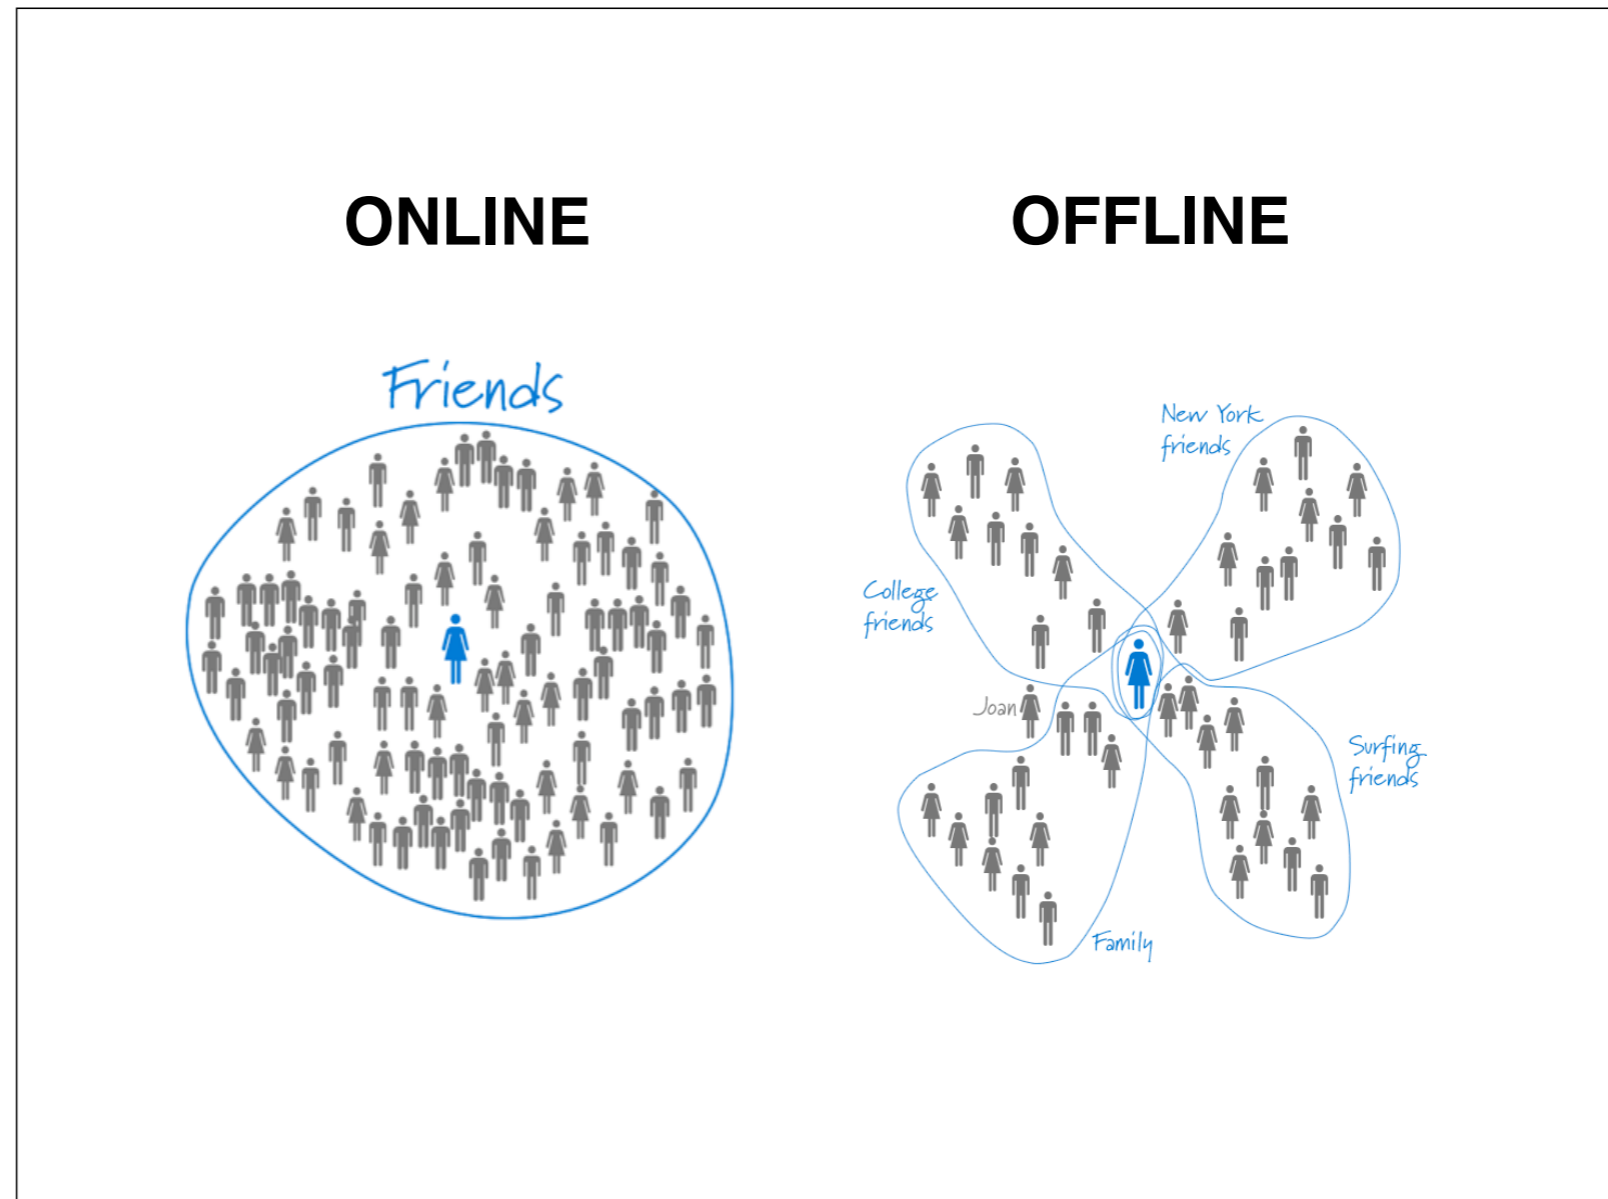 ONLINE
OFFLINE
Friends
New York
friends
College
friends
Joan
Surfing
friends
Family